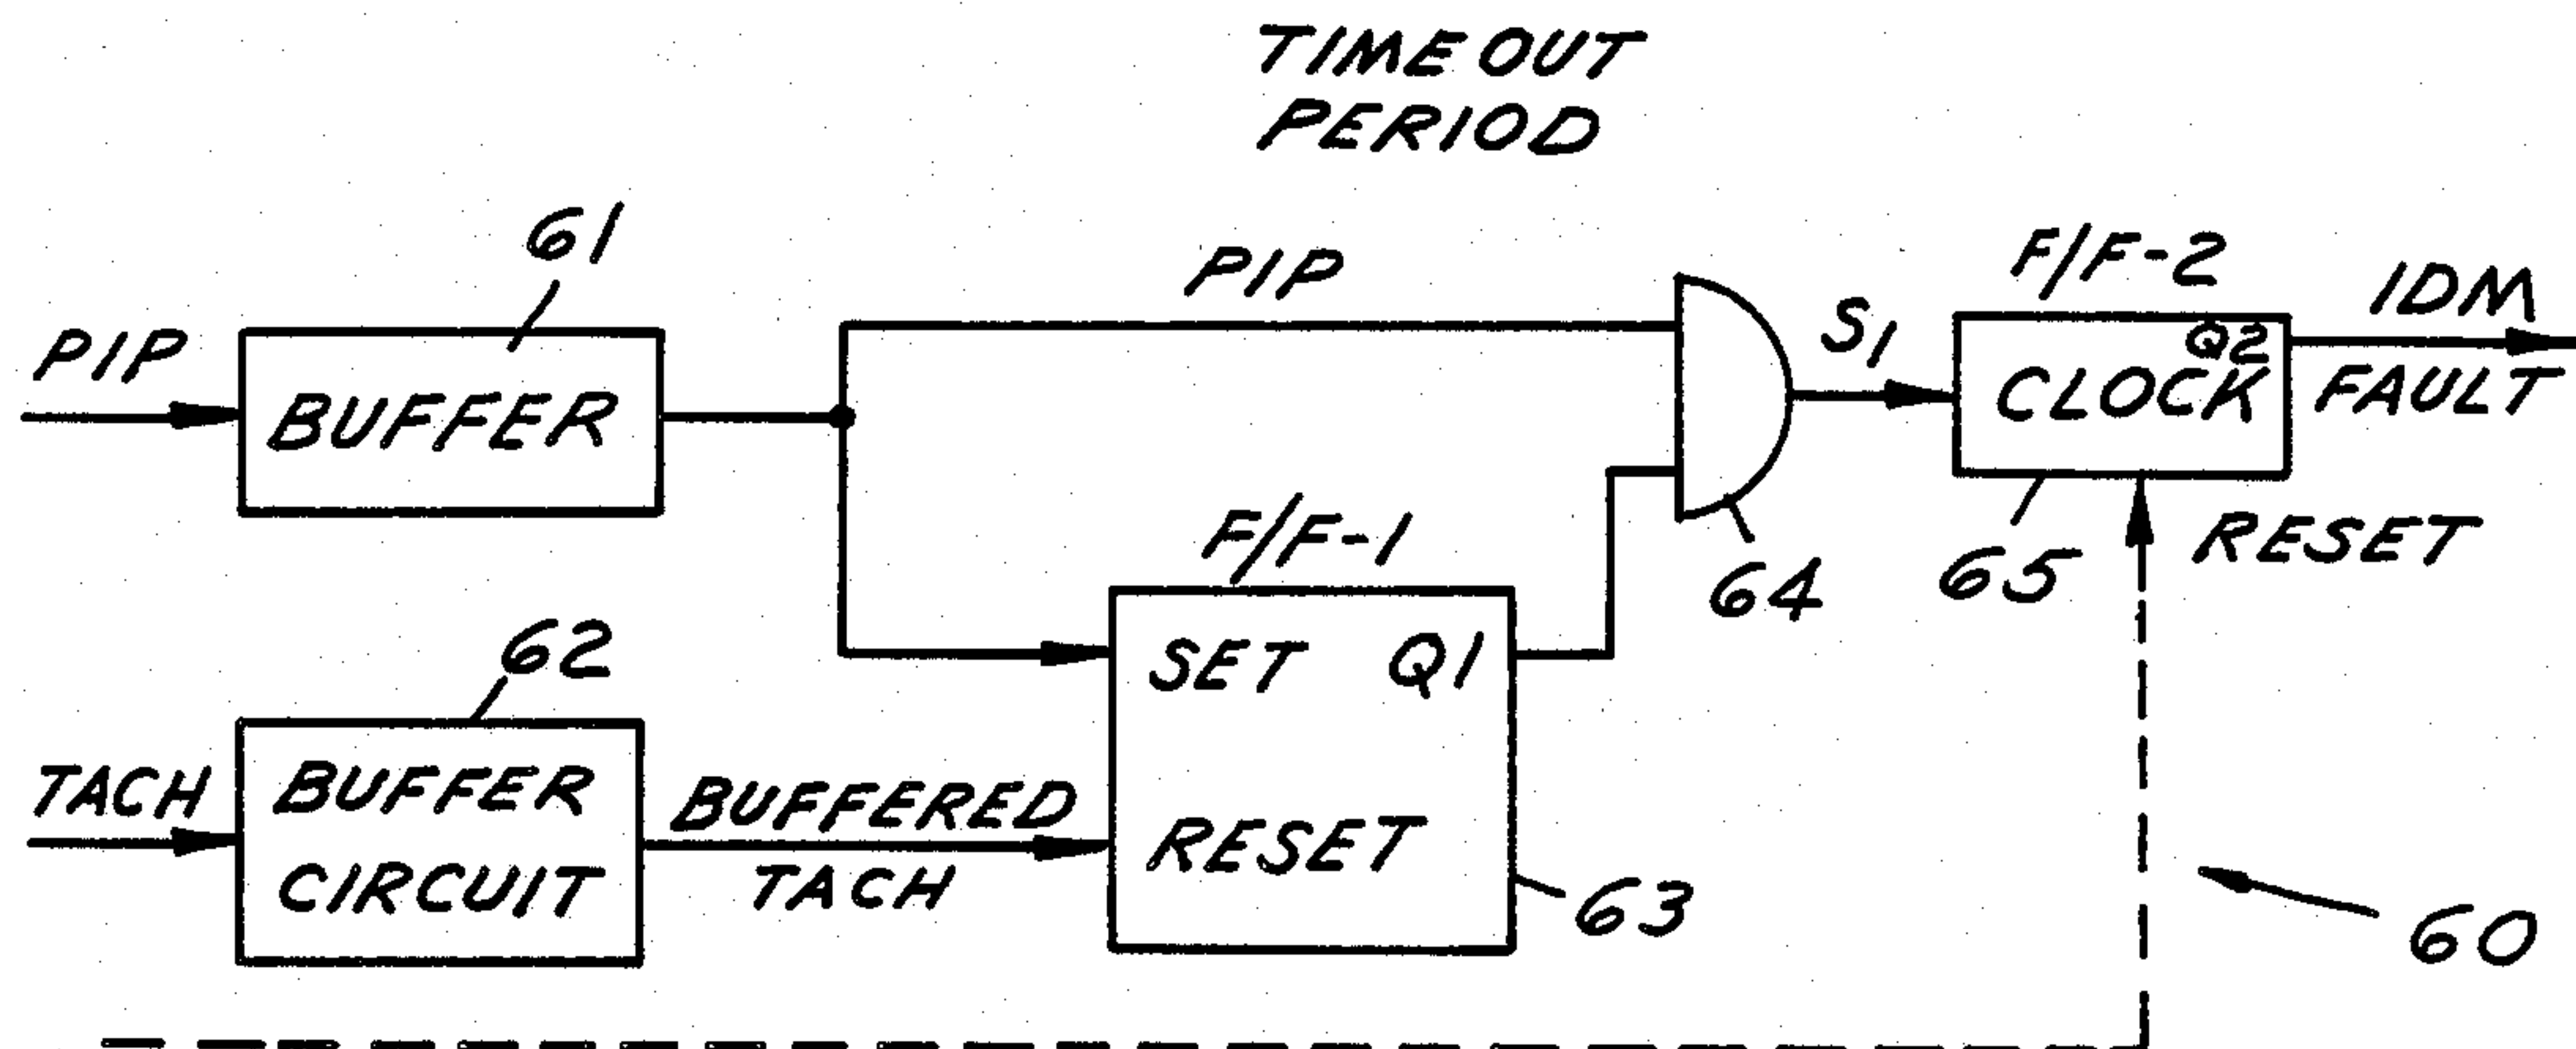 TIME OUT
PERIOD
61
PIP
F/F-2
IDM
PIP
S1
Q2
BUFFER
CLOCK
FAULT
F/F-1
RESET
64
65
62
SET Q1
TACH
BUFFER
CIRCUIT
BUFFERED
TACH
RESET
63
60